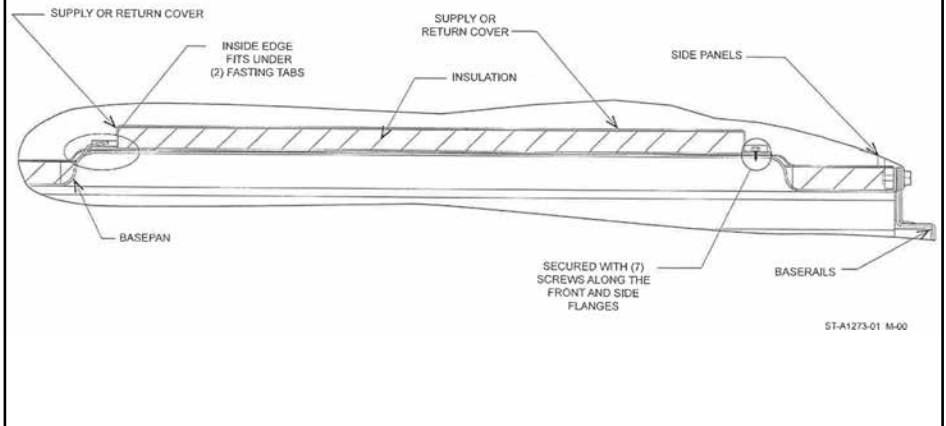 SUPPLY OR RETURN COVER
INSIDE EDGE
FITS UNDER
(2) FASTING TABS
SUPPLY OR
RETURN COVER
INSULATION
SIDE PANELS
BASEPAN
SECURED WITH (7)
SCREWS ALONG THE
FRONT AND SIDE
FLANGES
BASERAILS
ST-A1273-01 M-00